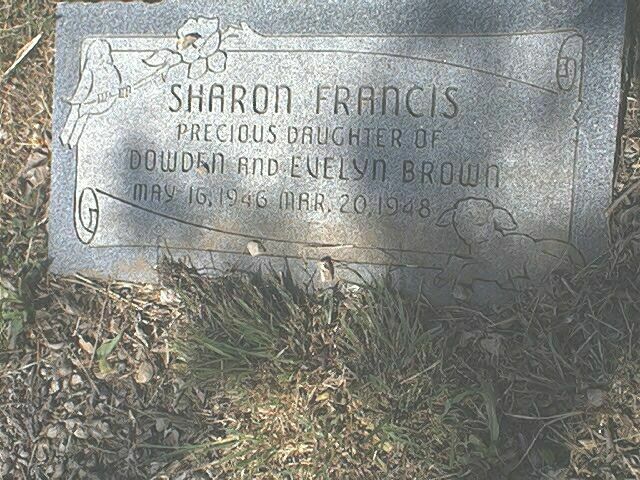 SHARON FRANCIS
PRECIOUS DAUGHTER OF
DOWDEN AND EVELYN BROWN
MAY 16, 1946 MAR. 20, 1948